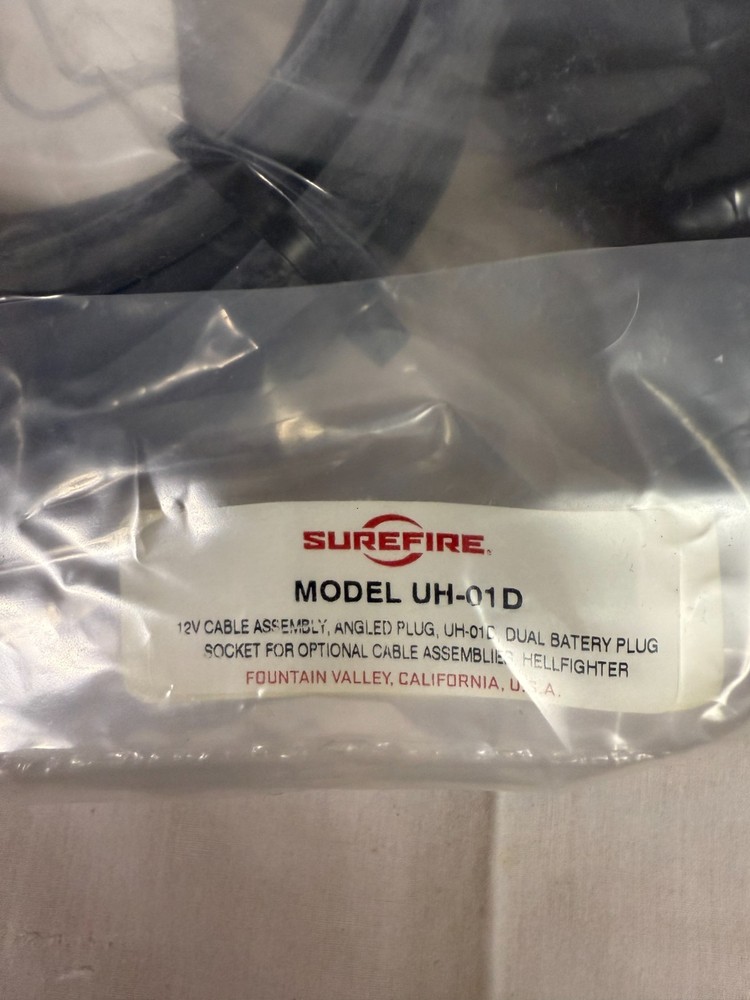 SUREFIRE
MODEL UH-01D
12V CABLE ASSEMBLY, ANGLED PLUG, UH-01D, DUAL BATERY PLUG
SOCKET FOR OPTIONAL CABLE ASSEMBLIES, HELLFIGHTER
FOUNTAIN VALLEY, CALIFORNIA, U.S.A.